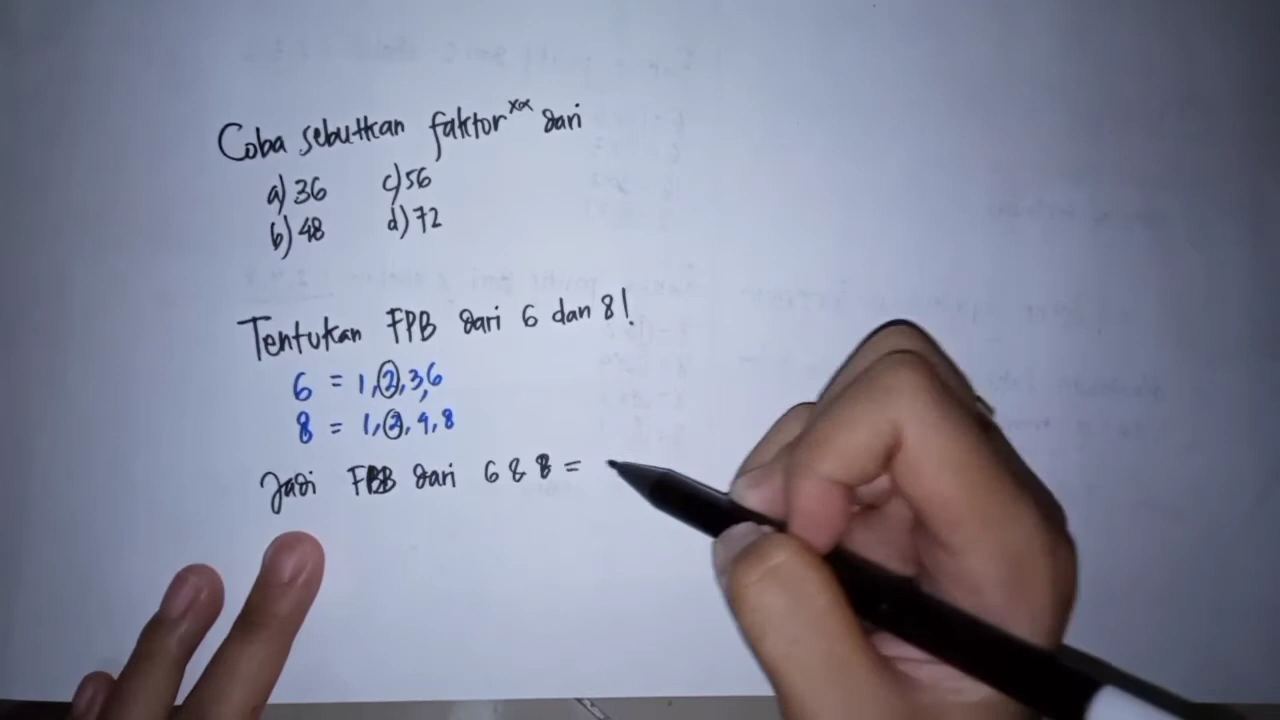 Coba sebutkan faktor dari
a) 36 c) 56
b) 48 d) 72
Tentukan FPB dari 6 dan 8!
6 = 1, 2, 3, 6
8 = 1, 2, 4, 8
Jadi FPB dari 6 & 8 =